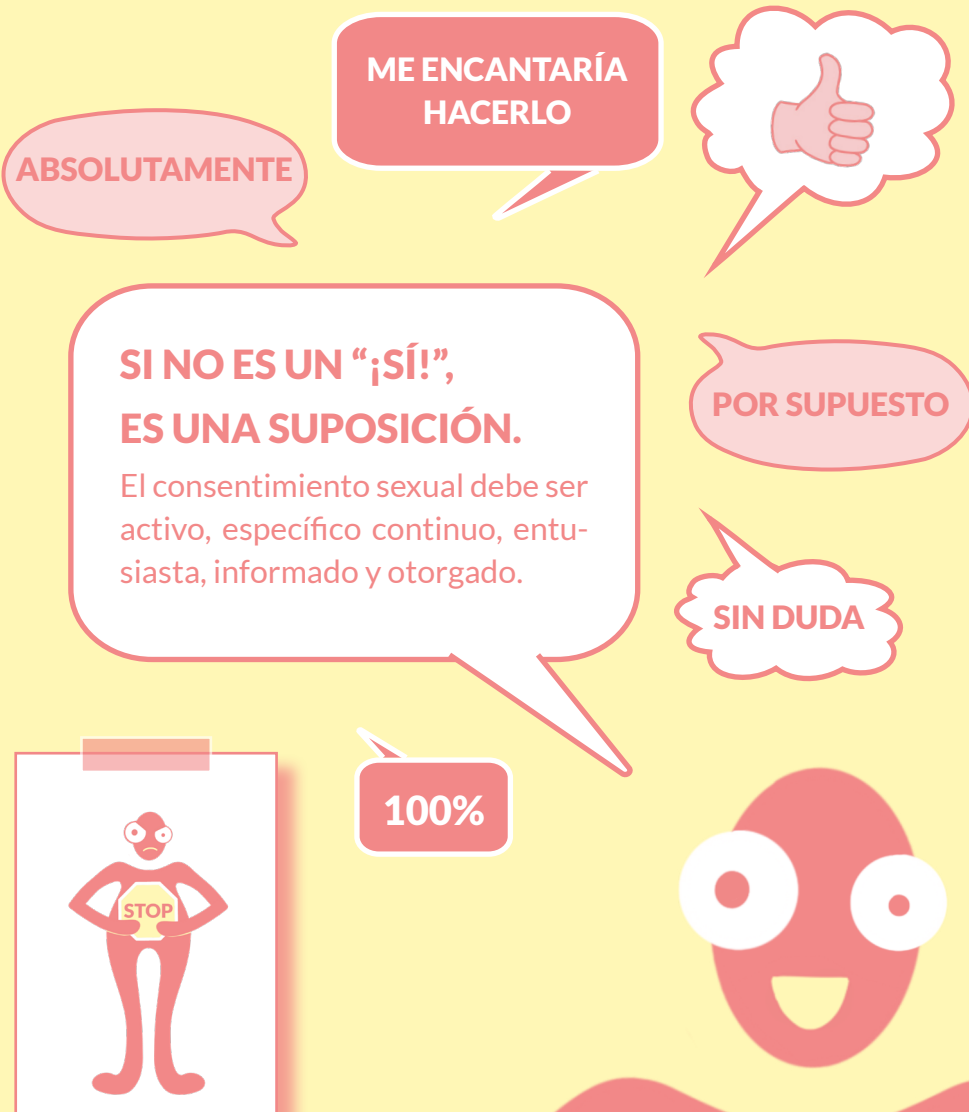 ME ENCANTARÍA
HACERLO
ABSOLUTAMENTE
SI NO ES UN “¡SÍ!”,
ES UNA SUPOSICIÓN.
El consentimiento sexual debe ser
activo, específico continuo, entu-
siasta, informado y otorgado.
POR SUPUESTO
SIN DUDA
100%
STOP